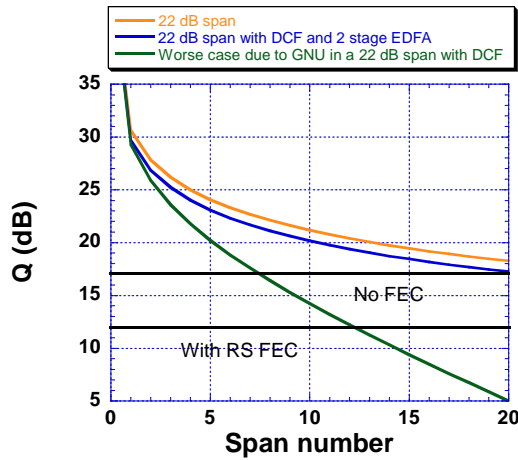 22 dB span
22 dB span with DCF and 2 stage EDFA
Worse case due to GNU in a 22 dB span with DCF
35
30
25
20
15
10
5
Q (dB)
No FEC
With RS FEC
0 5 10 15 20
Span number